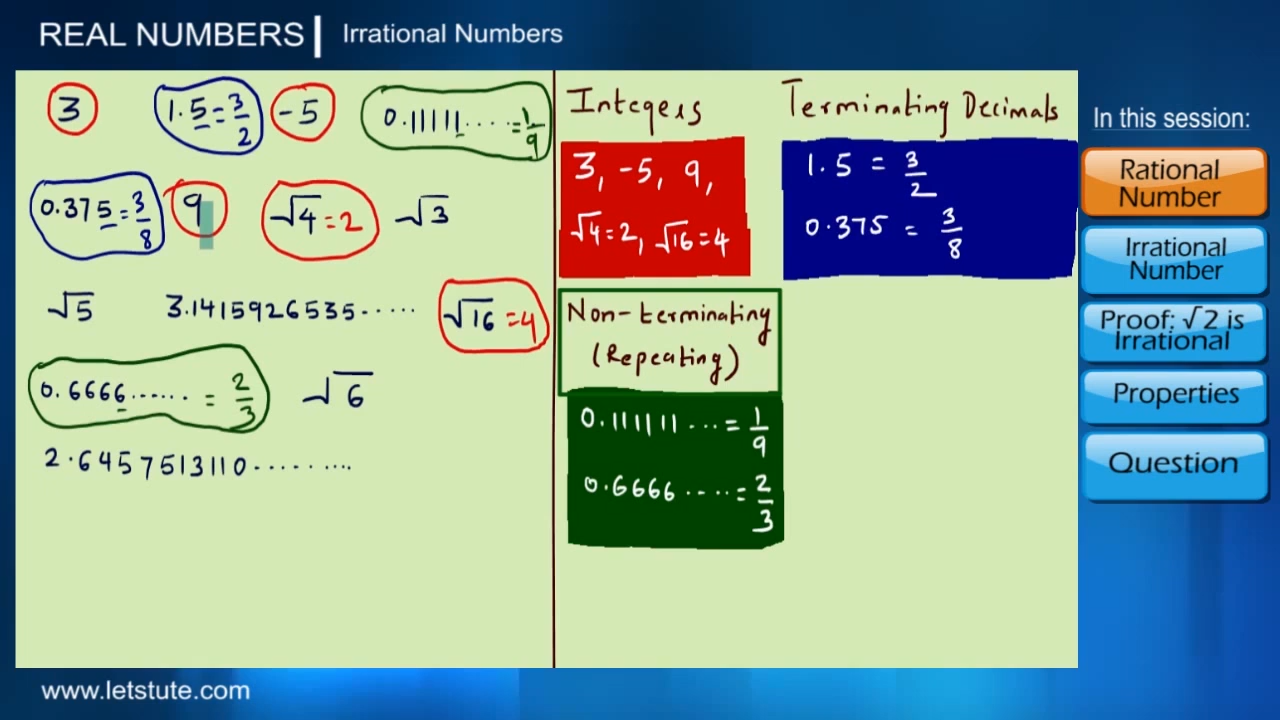 REAL NUMBERS | Irrational Numbers
3 1.5=3/2 -5 0.11111.....=1/9
0.375=3/8 9 √4=2 √3
√5 3.1415926535...... √16=4
0.6666...... = 2/3 √6
2.64575131110.........
Integers
3, -5, 9,
√4=2, √16=4
Terminating Decimals
1.5 = 3/2
0.375 = 3/8
Non-terminating
(Repeating)
0.111111... = 1/9
0.6666..... = 2/3
In this session:
Rational
Number
Irrational
Number
Proof: √2 is
Irrational
Properties
Question
www.letstute.com